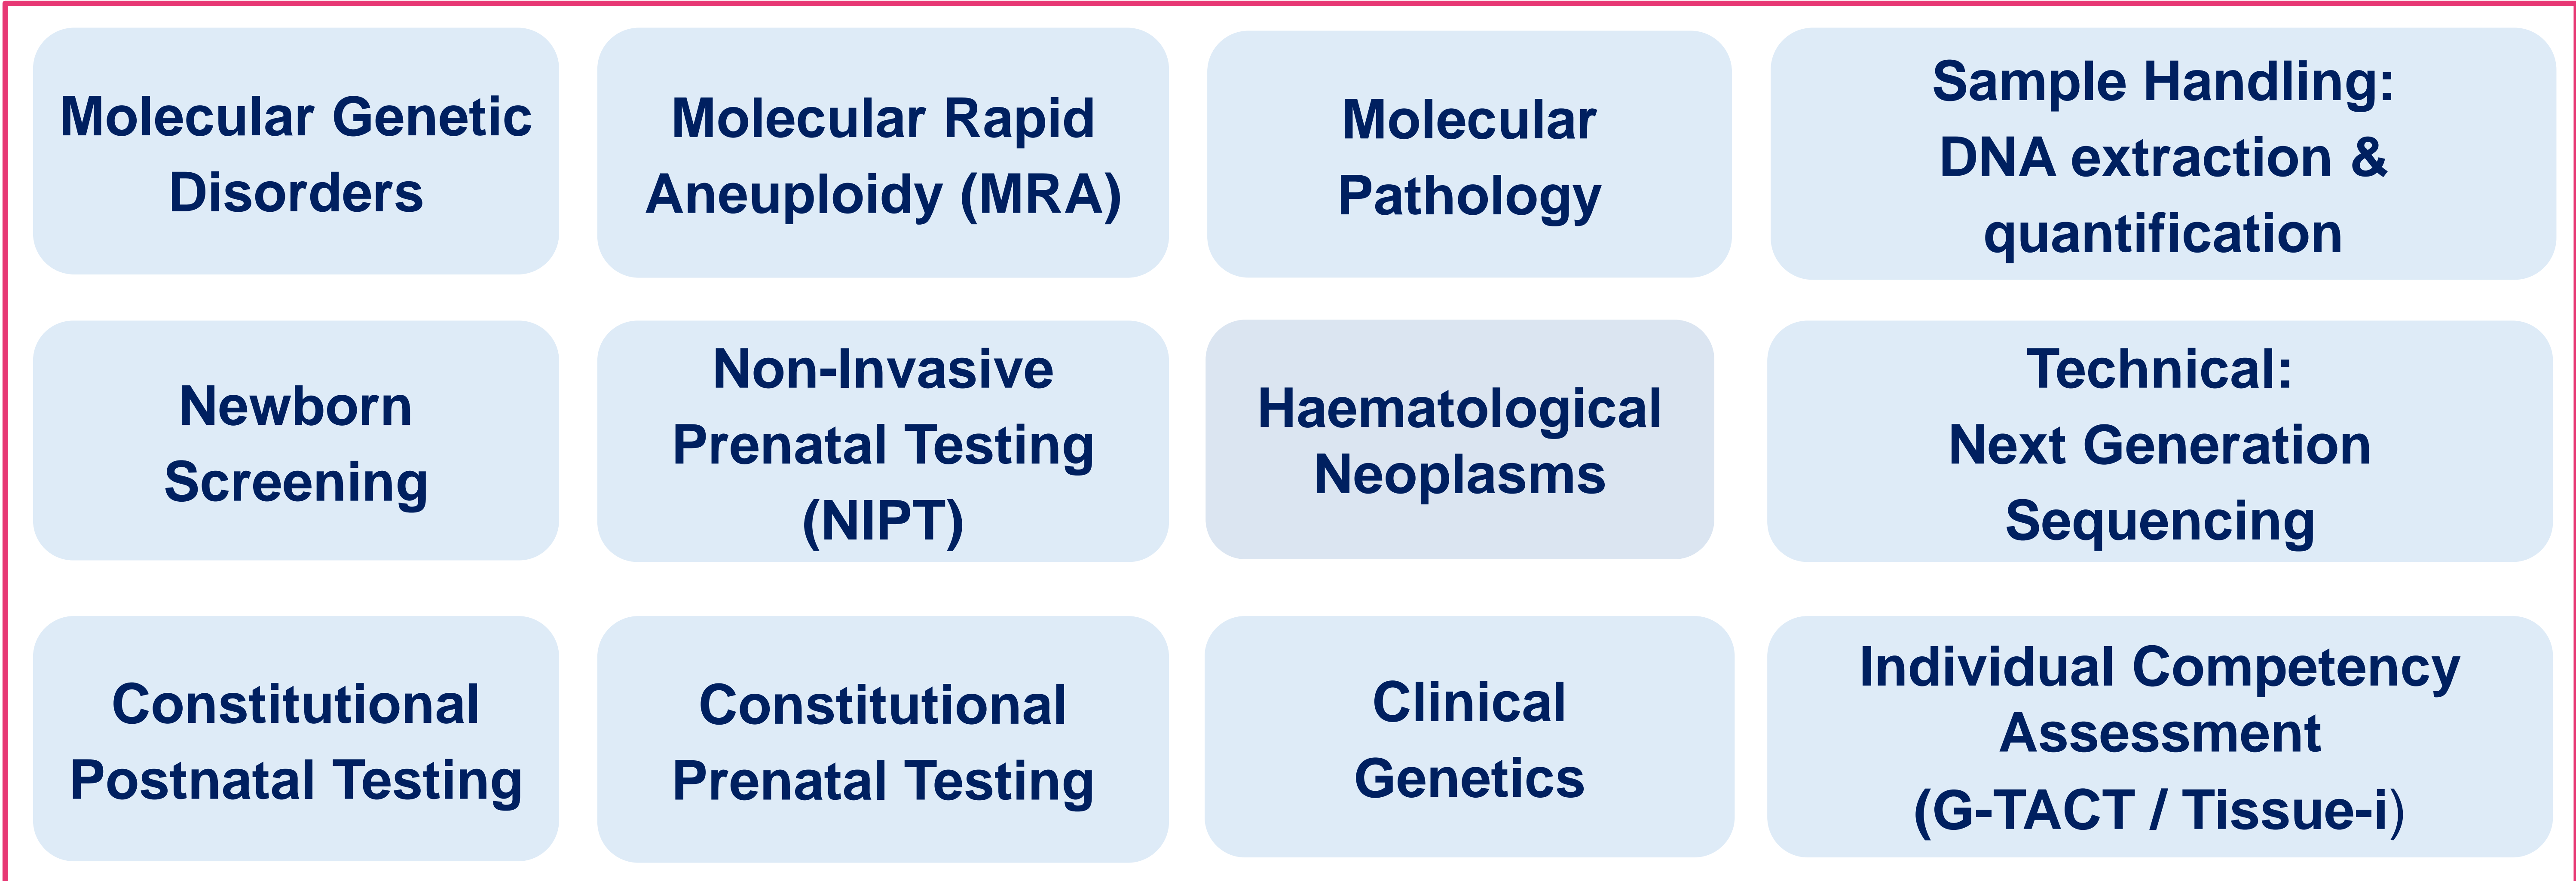 Molecular Genetic
Disorders
Molecular Rapid
Aneuploidy (MRA)
Molecular
Pathology
Sample Handling:
DNA extraction &
quantification
Newborn
Screening
Non-Invasive
Prenatal Testing
(NIPT)
Haematological
Neoplasms
Technical:
Next Generation
Sequencing
Constitutional
Postnatal Testing
Constitutional
Prenatal Testing
Clinical
Genetics
Individual Competency
Assessment
(G-TACT / Tissue-i)